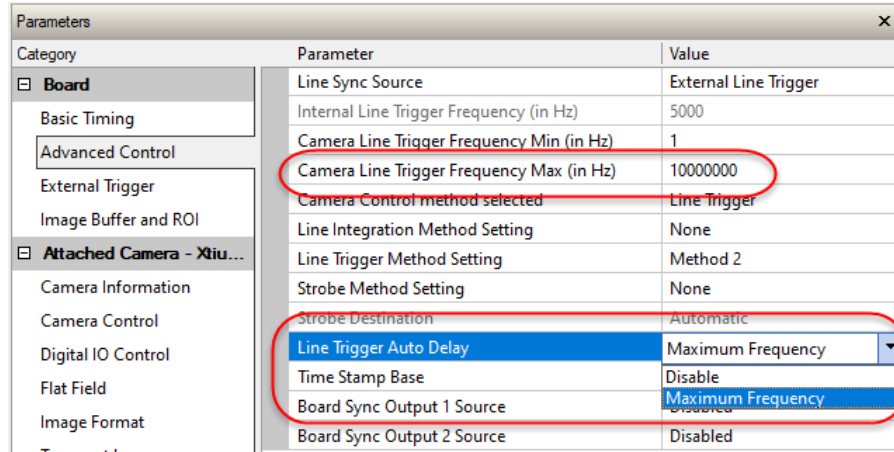 Parameters ×
Category Parameter Value
Board Line Sync Source External Line Trigger
Basic Timing Internal Line Trigger Frequency (in Hz) 5000
Camera Line Trigger Frequency Min (in Hz) 1
Advanced Control
Camera Line Trigger Frequency Max (in Hz) 10000000
External Trigger
Camera Control method selected Line Trigger
Image Buffer and ROI Line Integration Method Setting None
Attached Camera - Xtiu... Line Trigger Method Setting Method 2
Camera Information Strobe Method Setting None
Camera Control Strobe Destination Automatic
Digital IO Control Line Trigger Auto Delay Maximum Frequency
Time Stamp Base Disable
Flat Field Maximum Frequency
Board Sync Output 1 Source
Image Format
Board Sync Output 2 Source Disabled